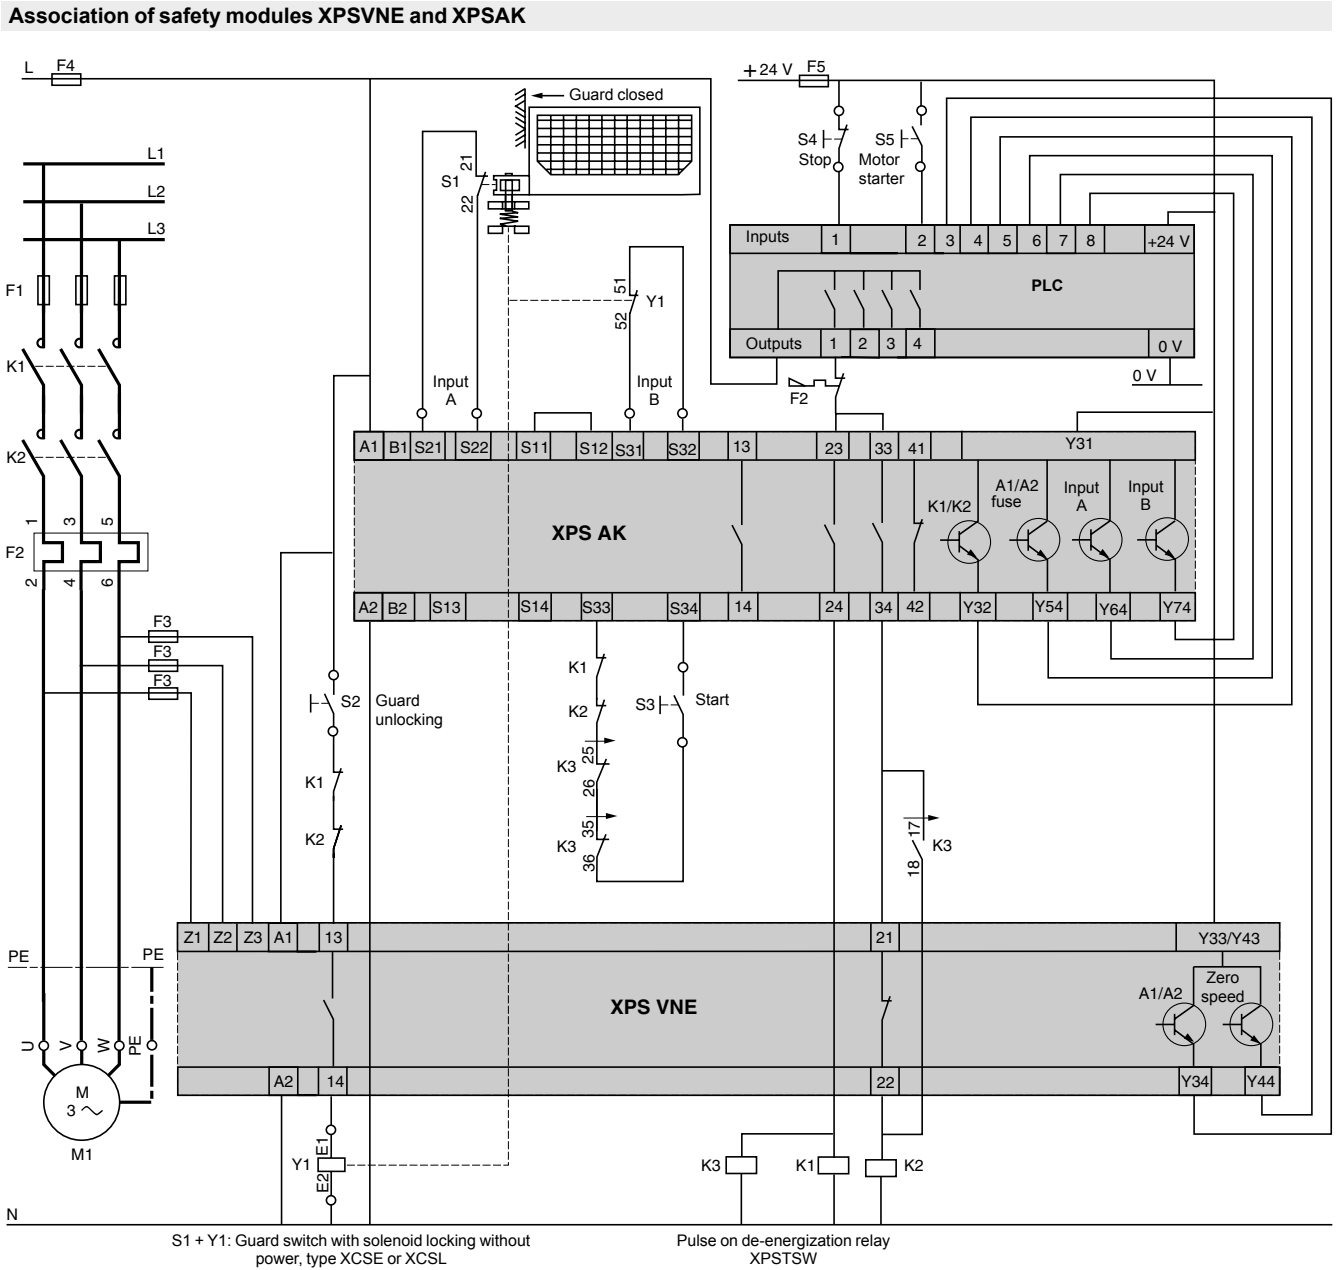 Association of safety modules XPSVNE and XPSAK
L F4
+ 24 V F5
Guard closed
L1
L2
L3
S1 21 22
S4 Stop
S5 Motor
starter
Inputs 1 2 3 4 5 6 7 8 +24 V
PLC
Outputs 1 2 3 4 0 V
0 V
F1
51 52 Y1
K1
F2
Input
A
Input
B
K2
A1 B1 S21 S22 S11 S12 S31 S32 13 23 33 41 Y31
K1/K2
A1/A2
fuse
Input
A
Input
B
XPS AK
1 3 5
F2
2 4 6
A2 B2 S13 S14 S33 S34 14 24 34 42 Y32 Y54 Y64 Y74
F3
F3
F3
S2 Guard
unlocking
K1
K2
K1
K2
K3 25 26
K3 35 36
S3 Start
17 18 K3
Z1 Z2 Z3 A1 13 21 Y33/Y43
PE PE
XPS VNE
A1/A2
Zero
speed
U V W PE
A2 14 22 Y34 Y44
M
3
M1
Y1 E1 E2
K3 K1 K2
N
S1 + Y1: Guard switch with solenoid locking without
power, type XCSE or XCSL
Pulse on de-energization relay
XPSTSW